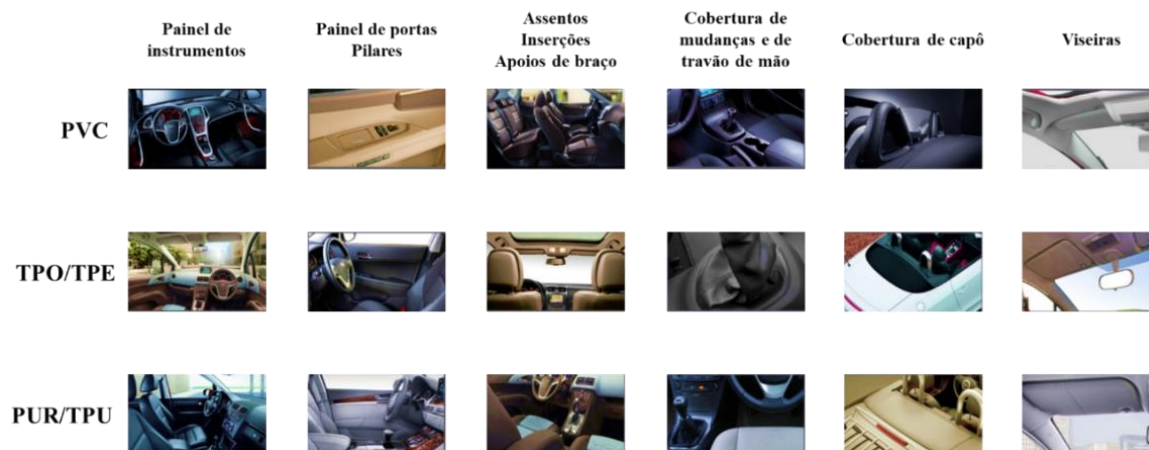 Painel de
instrumentos
Painel de portas
Pilares
Assentos
Inserções
Apoios de braço
Cobertura de
mudanças e de
travão de mão
Cobertura de capô
Viseiras
PVC
TPO/TPE
PUR/TPU